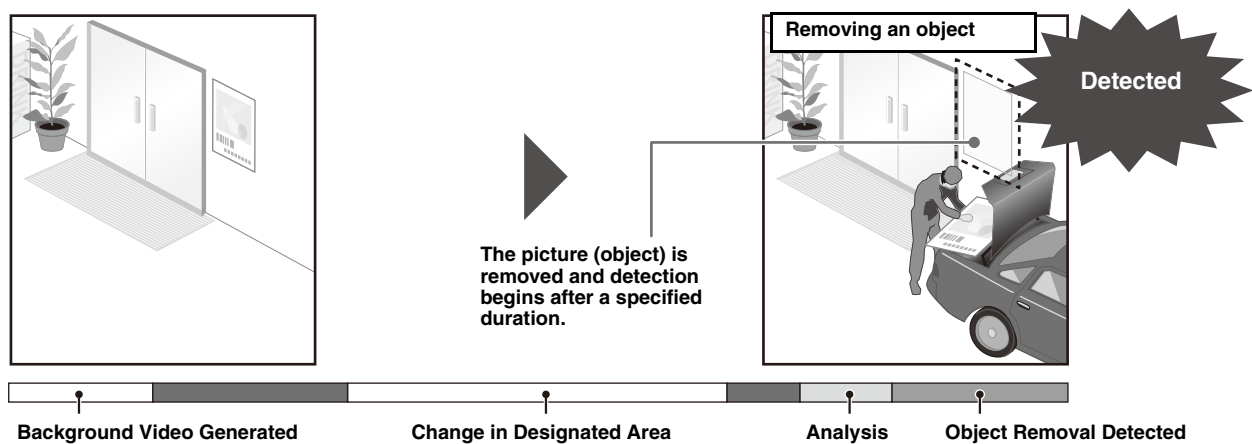 Removing an object
Detected
The picture (object) is
removed and detection
begins after a specified
duration.
Background Video Generated
Change in Designated Area
Analysis
Object Removal Detected